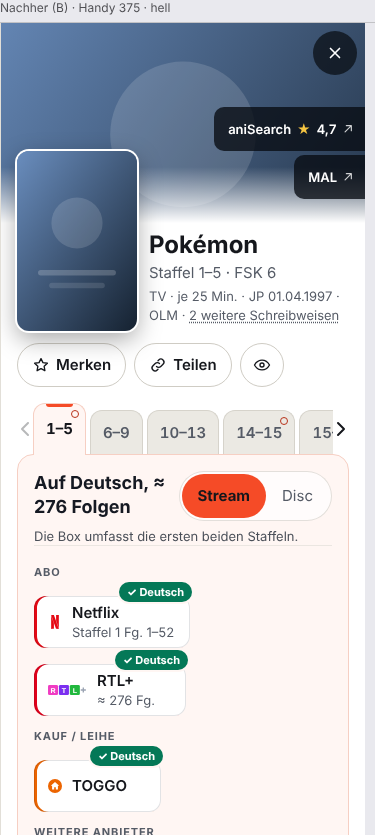 Nachher (B) · Handy 375 · hell
aniSearch ★ 4,7 ↗
MAL ↗
Pokémon
Staffel 1–5 · FSK 6
TV · je 25 Min. · JP 01.04.1997 ·
OLM · 2 weitere Schreibweisen
Merken
Teilen
1–5
6–9
10–13
14–15
15-
Auf Deutsch, ≈
276 Folgen
Stream
Disc
Die Box umfasst die ersten beiden Staffeln.
ABO
✓ Deutsch
N
Netflix
Staffel 1 Fg. 1–52
✓ Deutsch
RTL+
RTL+
≈ 276 Fg.
KAUF / LEIHE
✓ Deutsch
TOGGO
WEITERE ANBIETER